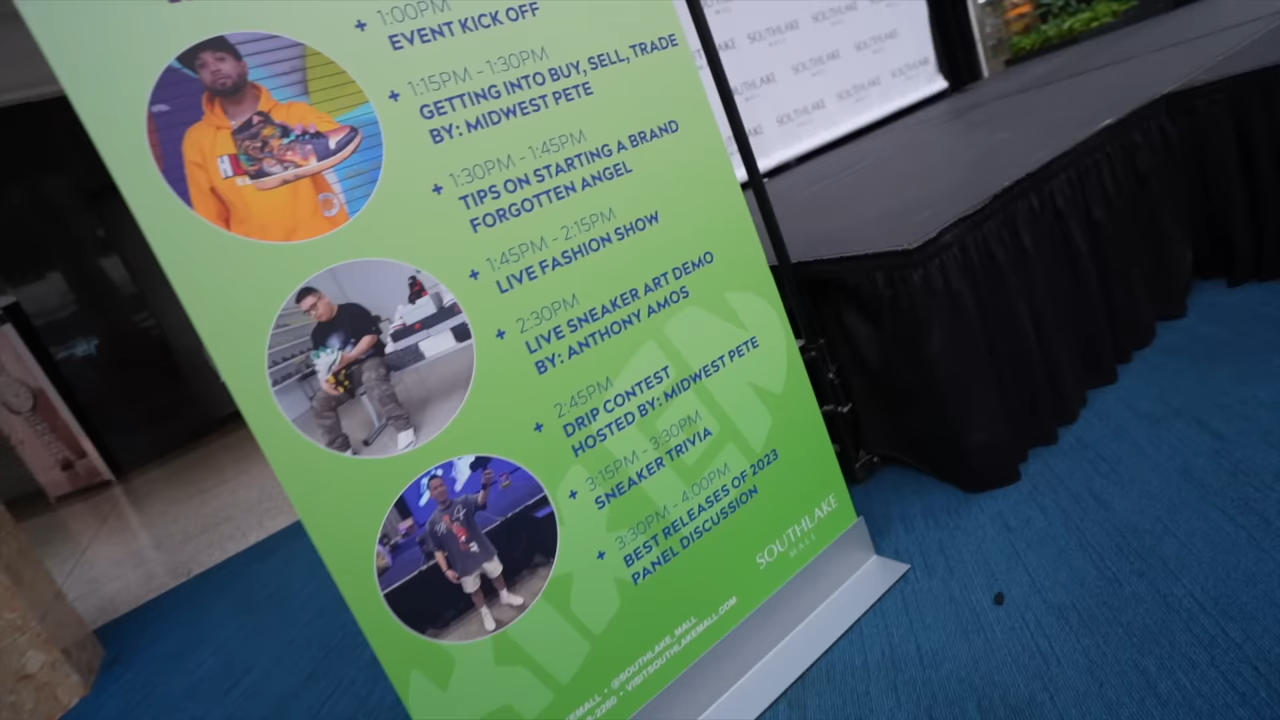 + 1:00PM
EVENT KICK OFF
+ 1:15PM - 1:30PM
GETTING INTO BUY, SELL, TRADE
BY: MIDWEST PETE
+ 1:30PM - 1:45PM
TIPS ON STARTING A BRAND
FORGOTTEN ANGEL
+ 1:45PM - 2:15PM
LIVE FASHION SHOW
+ 2:30PM
LIVE SNEAKER ART DEMO
BY: ANTHONY AMOS
+ 2:45PM
DRIP CONTEST
HOSTED BY: MIDWEST PETE
+ 3:15PM - 3:30PM
SNEAKER TRIVIA
+ 3:30PM - 4:00PM
BEST RELEASES OF 2023
PANEL DISCUSSION
SOUTHLAKE
MALL
• @SOUTHLAKE_MALL
• VISITSOUTHLAKEMALL.COM
SOUTHLAKE
SOUTHLAKE
SOUTHLAKE
SOUTHLAKE
SOUTHLAKE
SOUTHLAKE